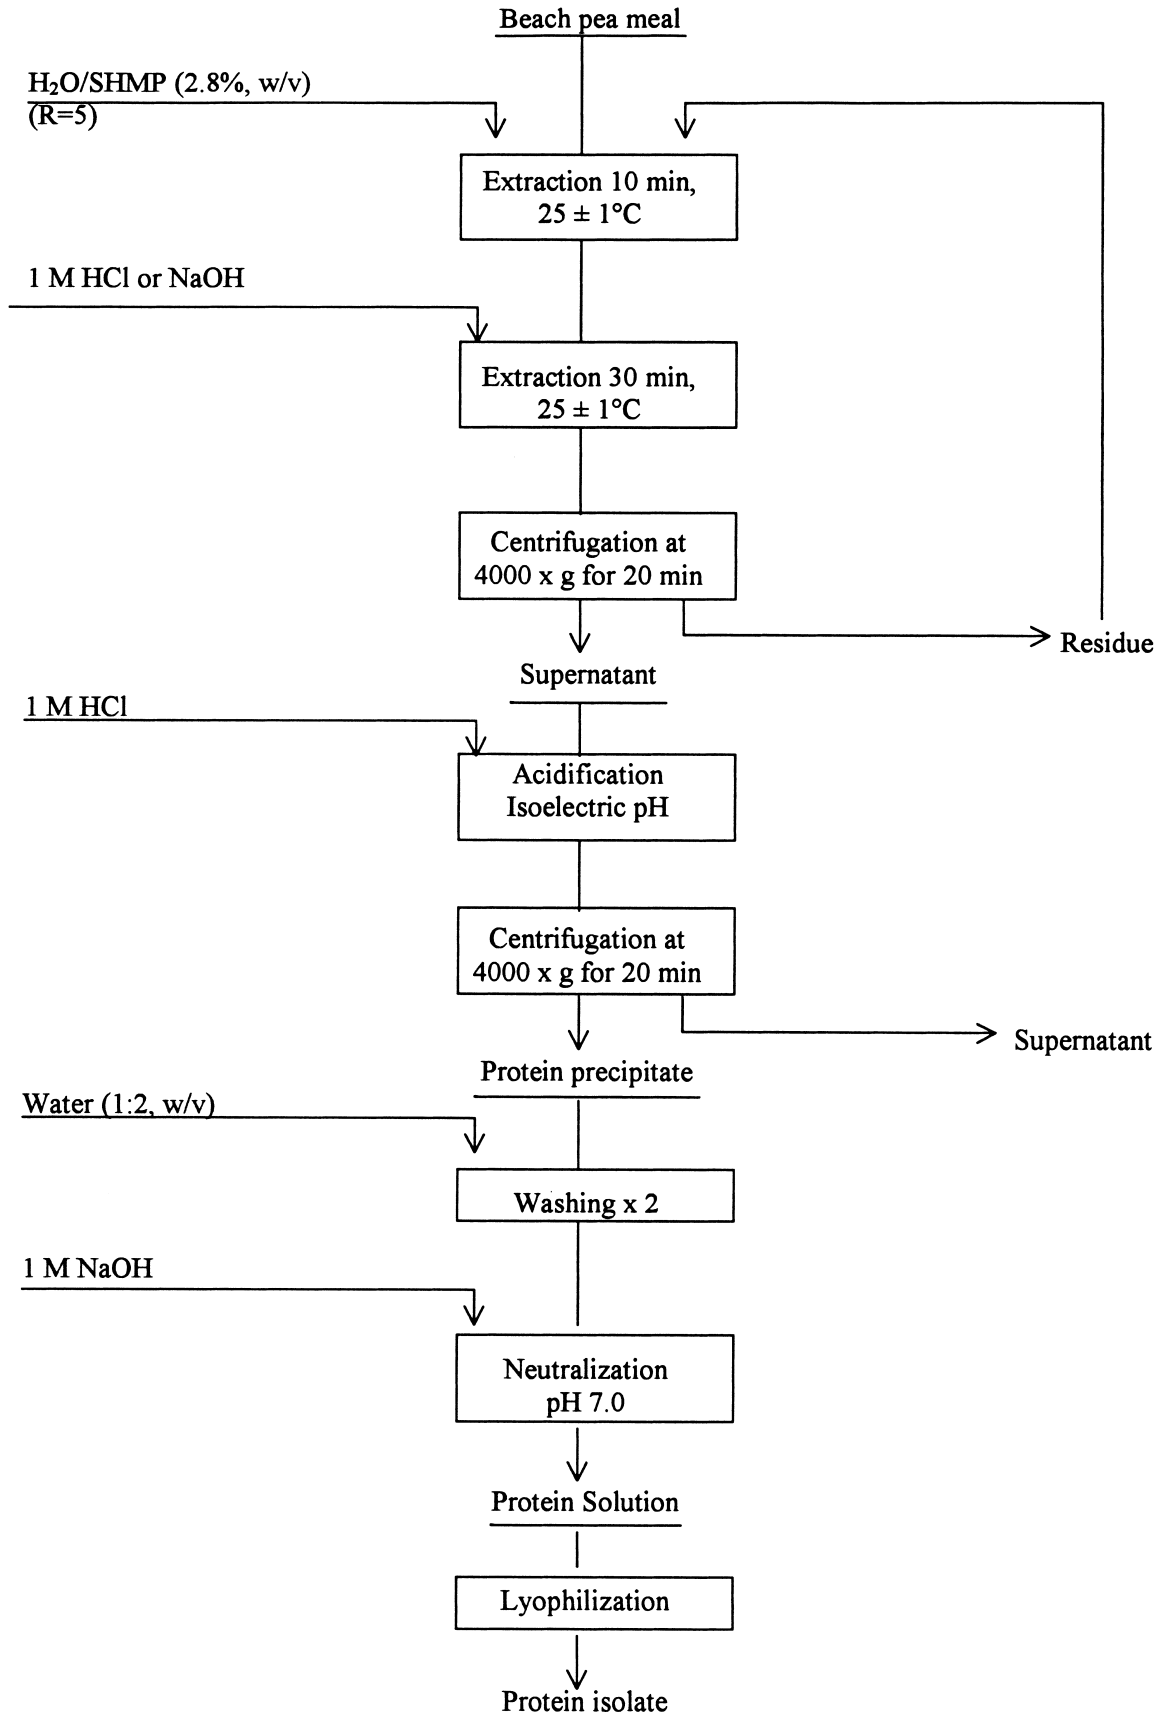 Beach pea meal
H₂O/SHMP (2.8%, w/v)
(R=5)
Extraction 10 min,
25 ± 1°C
1 M HCl or NaOH
Extraction 30 min,
25 ± 1°C
Centrifugation at
4000 x g for 20 min
Residue
Supernatant
1 M HCl
Acidification
Isoelectric pH
Centrifugation at
4000 x g for 20 min
Supernatant
Protein precipitate
Water (1:2, w/v)
Washing x 2
1 M NaOH
Neutralization
pH 7.0
Protein Solution
Lyophilization
Protein isolate